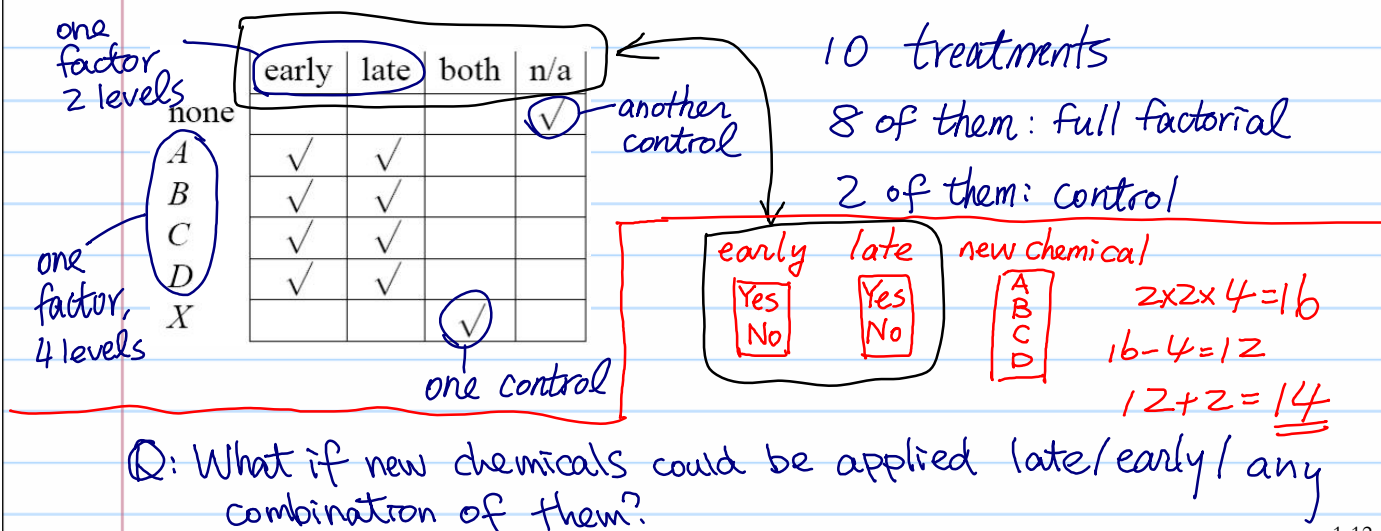 one
factor
2 levels
early late both n/a
none √
another
control
A √ √
B √ √
C √ √
D √ √
X √
one
factor,
4 levels
one control
10 treatments
8 of them: full factorial
2 of them: control
early late new chemical
Yes Yes A
No No B
C
D
2x2x4=16
16-4=12
12+2=14
Q: What if new chemicals could be applied late/early/any
combination of them?